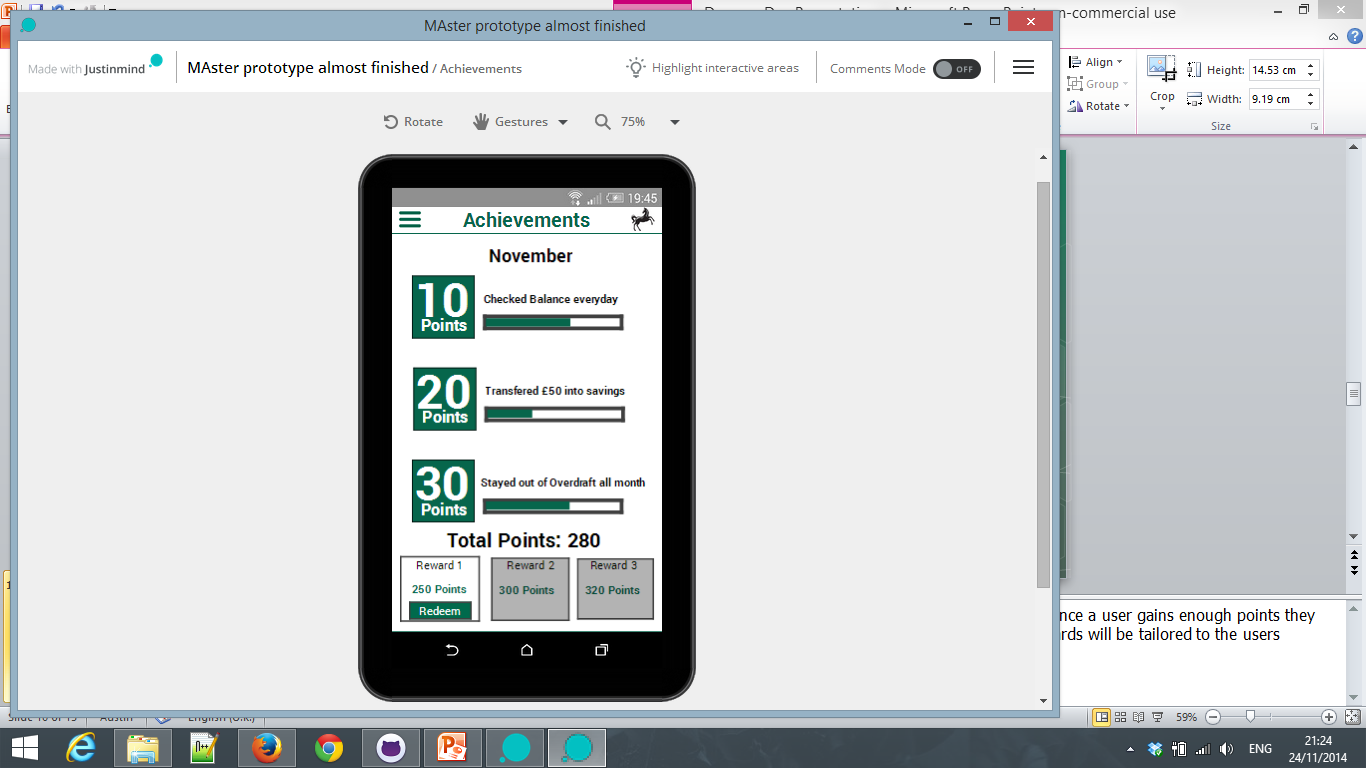 MAster prototype almost finished
n-commercial use
Made with Justinmind
MAster prototype almost finished / Achievements
Highlight interactive areas
Comments Mode
OFF
Align
Group
Rotate
Crop
Height: 14.53 cm
Width: 9.19 cm
Size
Rotate
Gestures
75%
19:45
Achievements
November
10
Points
Checked Balance everyday
20
Points
Transfered £50 into savings
30
Points
Stayed out of Overdraft all month
Total Points: 280
Reward 1
250 Points
Redeem
Reward 2
300 Points
Reward 3
320 Points
nce a user gains enough points they
rds will be tailored to the users
English (U.K.)
59%
ENG
21:24
24/11/2014